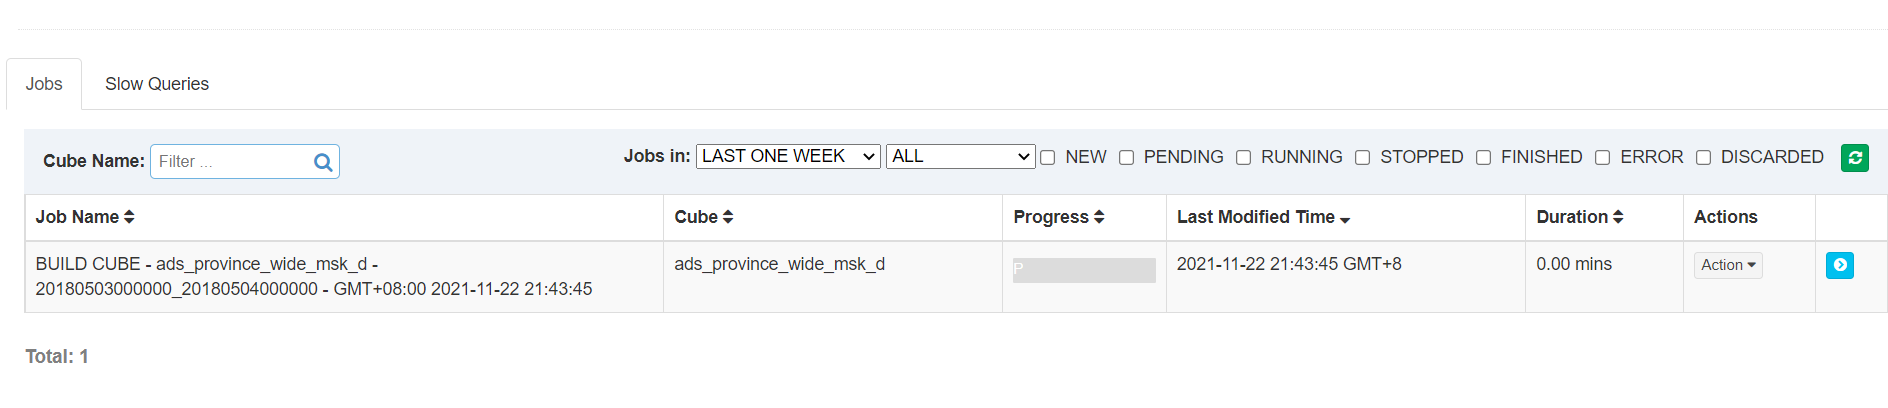 Jobs Slow Queries
Cube Name: Filter ... Jobs in: LAST ONE WEEK ALL NEW PENDING RUNNING STOPPED FINISHED ERROR DISCARDED
Job Name Cube Progress Last Modified Time Duration Actions
BUILD CUBE - ads_province_wide_msk_d - ads_province_wide_msk_d P 2021-11-22 21:43:45 GMT+8 0.00 mins Action
20180503000000_20180504000000 - GMT+08:00 2021-11-22 21:43:45
Total: 1